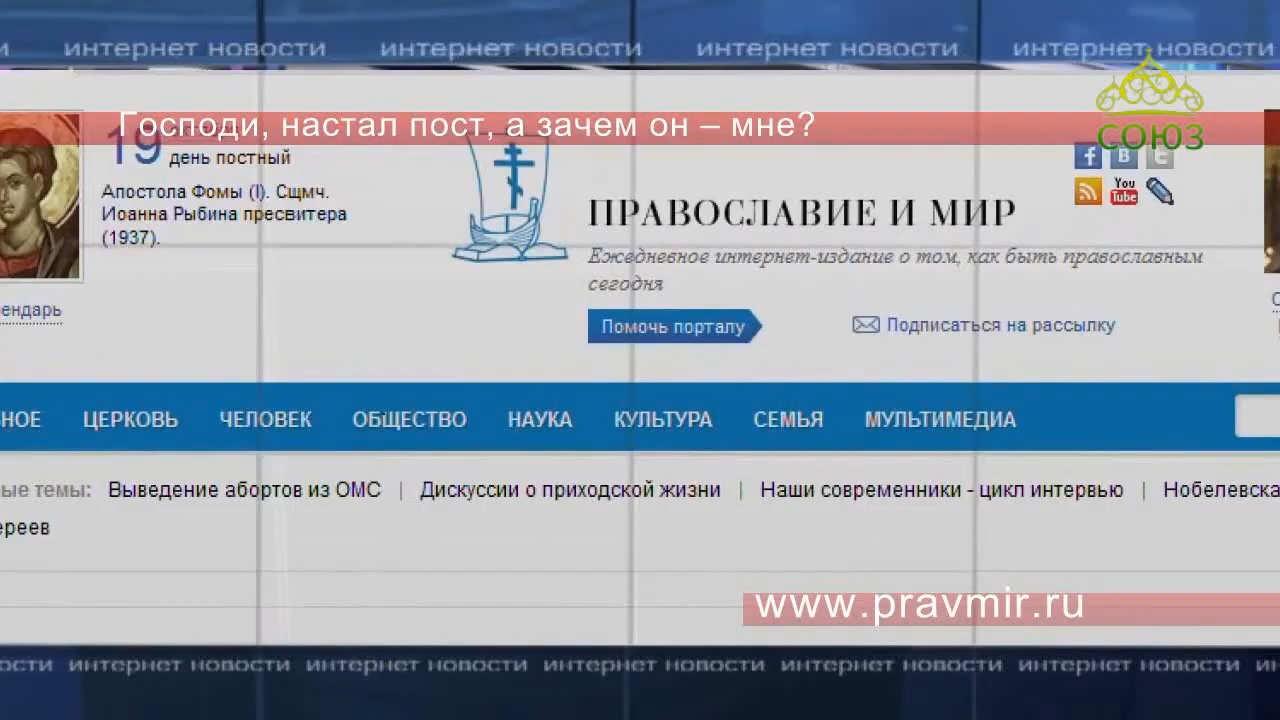 интернет новости интернет новости интернет новости интернет новости
Господи, настал пост, а зачем он – мне?
СОЮЗ
19
день постный
Апостола Фомы (I). Сщмч.
Иоанна Рыбина пресвитера
(1937).
ендарь
ПРАВОСЛАВИЕ И МИР
Ежедневное интернет-издание о том, как быть православным
сегодня
Помочь порталу
Подписаться на рассылку
You
Tube
НОЕ ЦЕРКОВЬ ЧЕЛОВЕК ОБЩЕСТВО НАУКА КУЛЬТУРА СЕМЬЯ МУЛЬТИМЕДИА
ые темы: Выведение абортов из ОМС | Дискуссии о приходской жизни | Наши современники - цикл интервью | Нобелевска
ереев
www.pravmir.ru
ости интернет новости интернет новости интернет новости интернет новости интернет новости